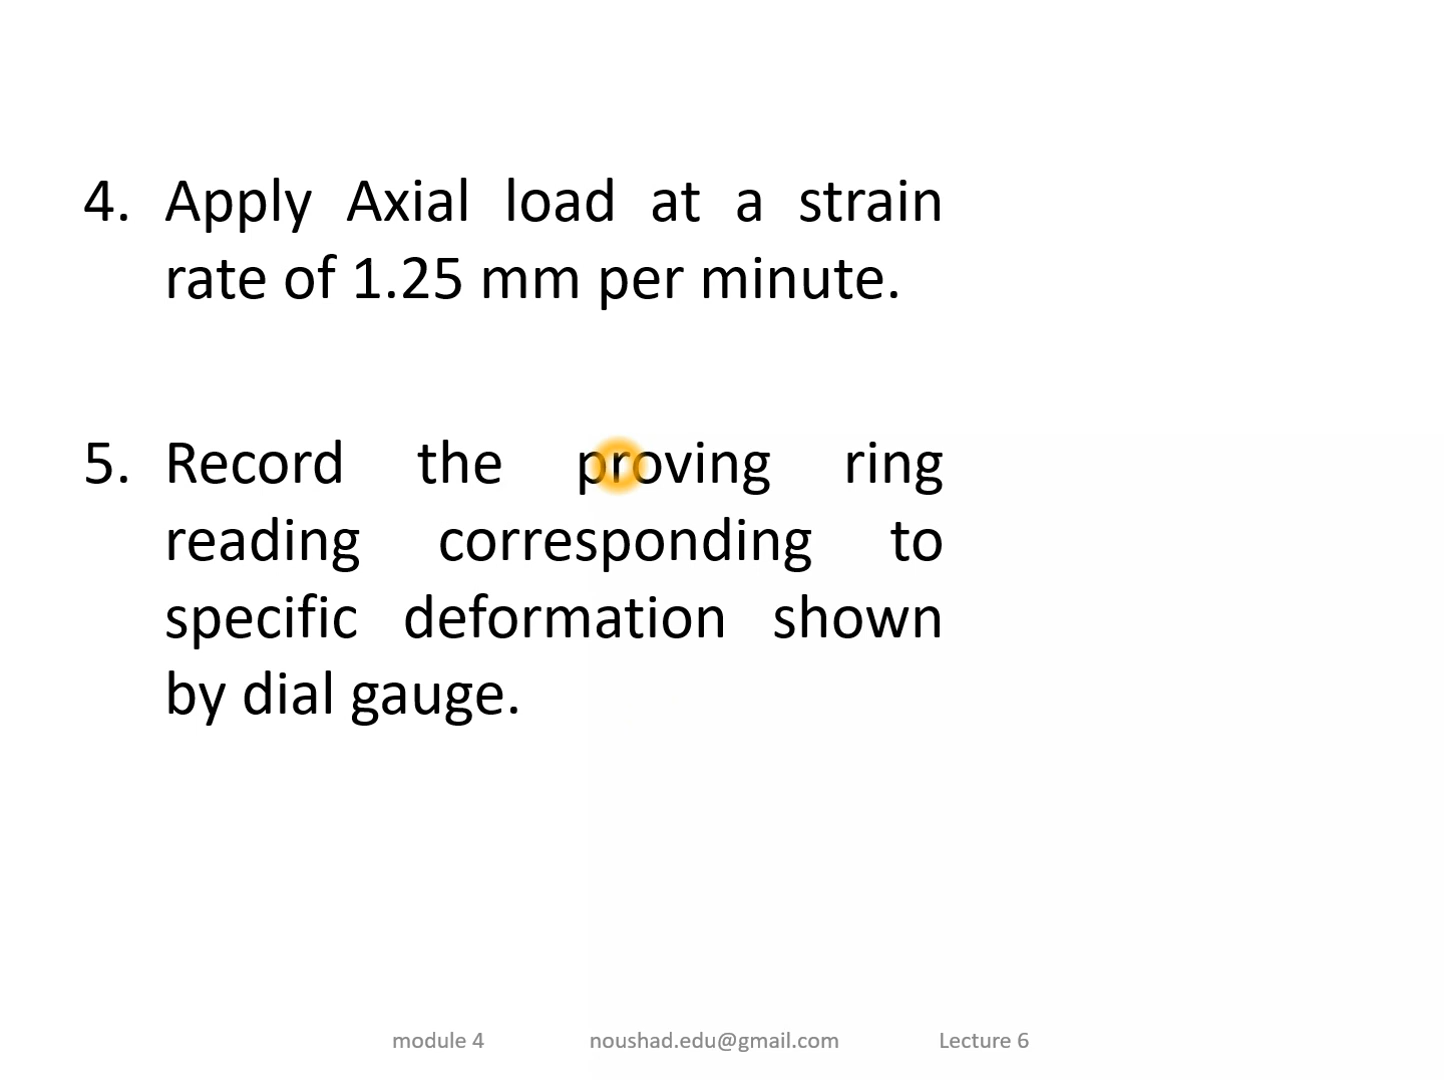 4. Apply Axial load at a strain
rate of 1.25 mm per minute.
5. Record the proving ring
reading corresponding to
specific deformation shown
by dial gauge.
module 4 noushad.edu@gmail.com Lecture 6